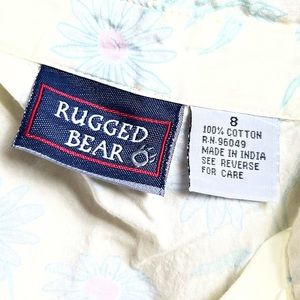 RUGGED
BEAR
8
100% COTTON
R·N·96049
MADE IN INDIA
SEE REVERSE
FOR CARE